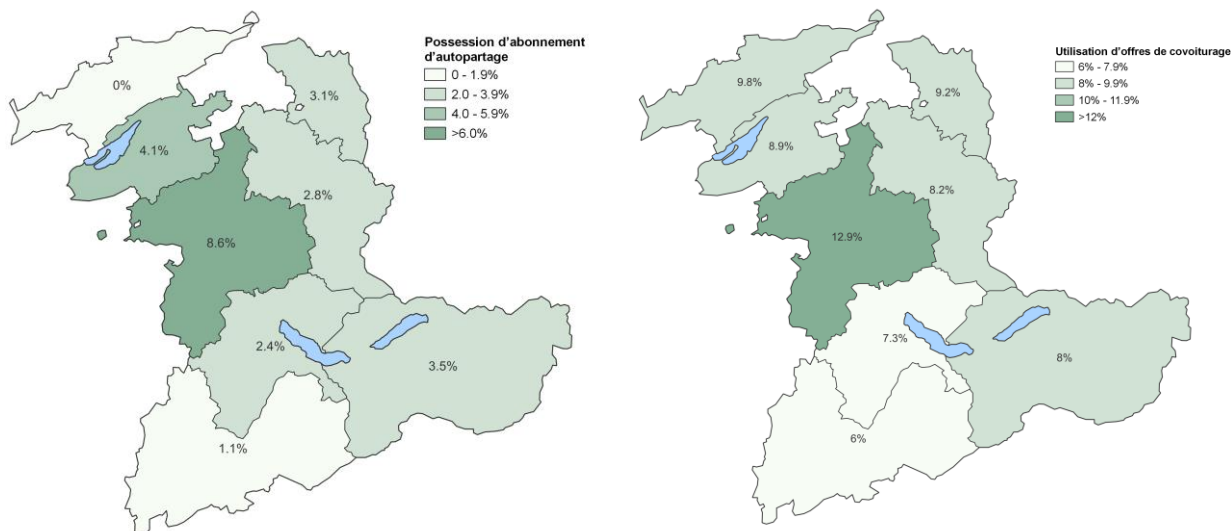 Possession d'abonnement
d'autopartage
0 - 1.9%
2.0 - 3.9%
4.0 - 5.9%
>6.0%
0%
3.1%
4.1%
2.8%
8.6%
2.4%
3.5%
1.1%
Utilisation d'offres de covoiturage
6% - 7.9%
8% - 9.9%
10% - 11.9%
>12%
9.8%
9.2%
8.9%
8.2%
12.9%
7.3%
8%
6%